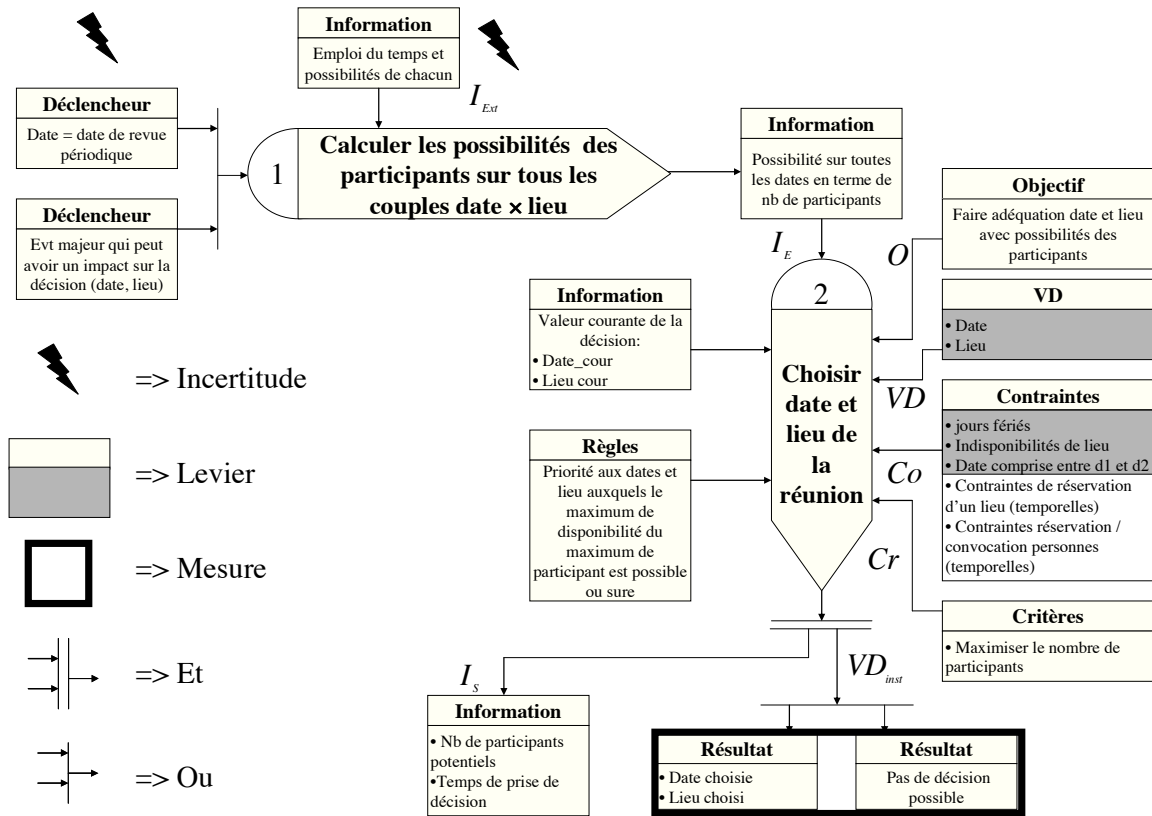 Information
Emploi du temps et
possibilités de chacun
I Ext
Déclencheur
Date = date de revue
périodique
Déclencheur
Evt majeur qui peut
avoir un impact sur la
décision (date, lieu)
1
Calculer les possibilités des
participants sur tous les
couples date × lieu
Information
Possibilité sur toutes
les dates en terme de
nb de participants
I E
Objectif
Faire adéquation date et lieu
avec possibilités des
participants
O
VD
• Date
• Lieu
VD
Information
Valeur courante de la
décision:
• Date_cour
• Lieu cour
2
Choisir
date et
lieu de
la
réunion
Contraintes
• jours fériés
• Indisponibilités de lieu
• Date comprise entre d1 et d2
• Contraintes de réservation
d'un lieu (temporelles)
• Contraintes réservation /
convocation personnes
(temporelles)
Co
Règles
Priorité aux dates et
lieu auxquels le
maximum de
disponibilité du
maximum de
participant est possible
ou sure
Cr
Critères
• Maximiser le nombre de
participants
I S
VD inst
Information
• Nb de participants
potentiels
•Temps de prise de
décision
Résultat
• Date choisie
• Lieu choisi
Résultat
Pas de décision
possible
=> Incertitude
=> Levier
=> Mesure
=> Et
=> Ou